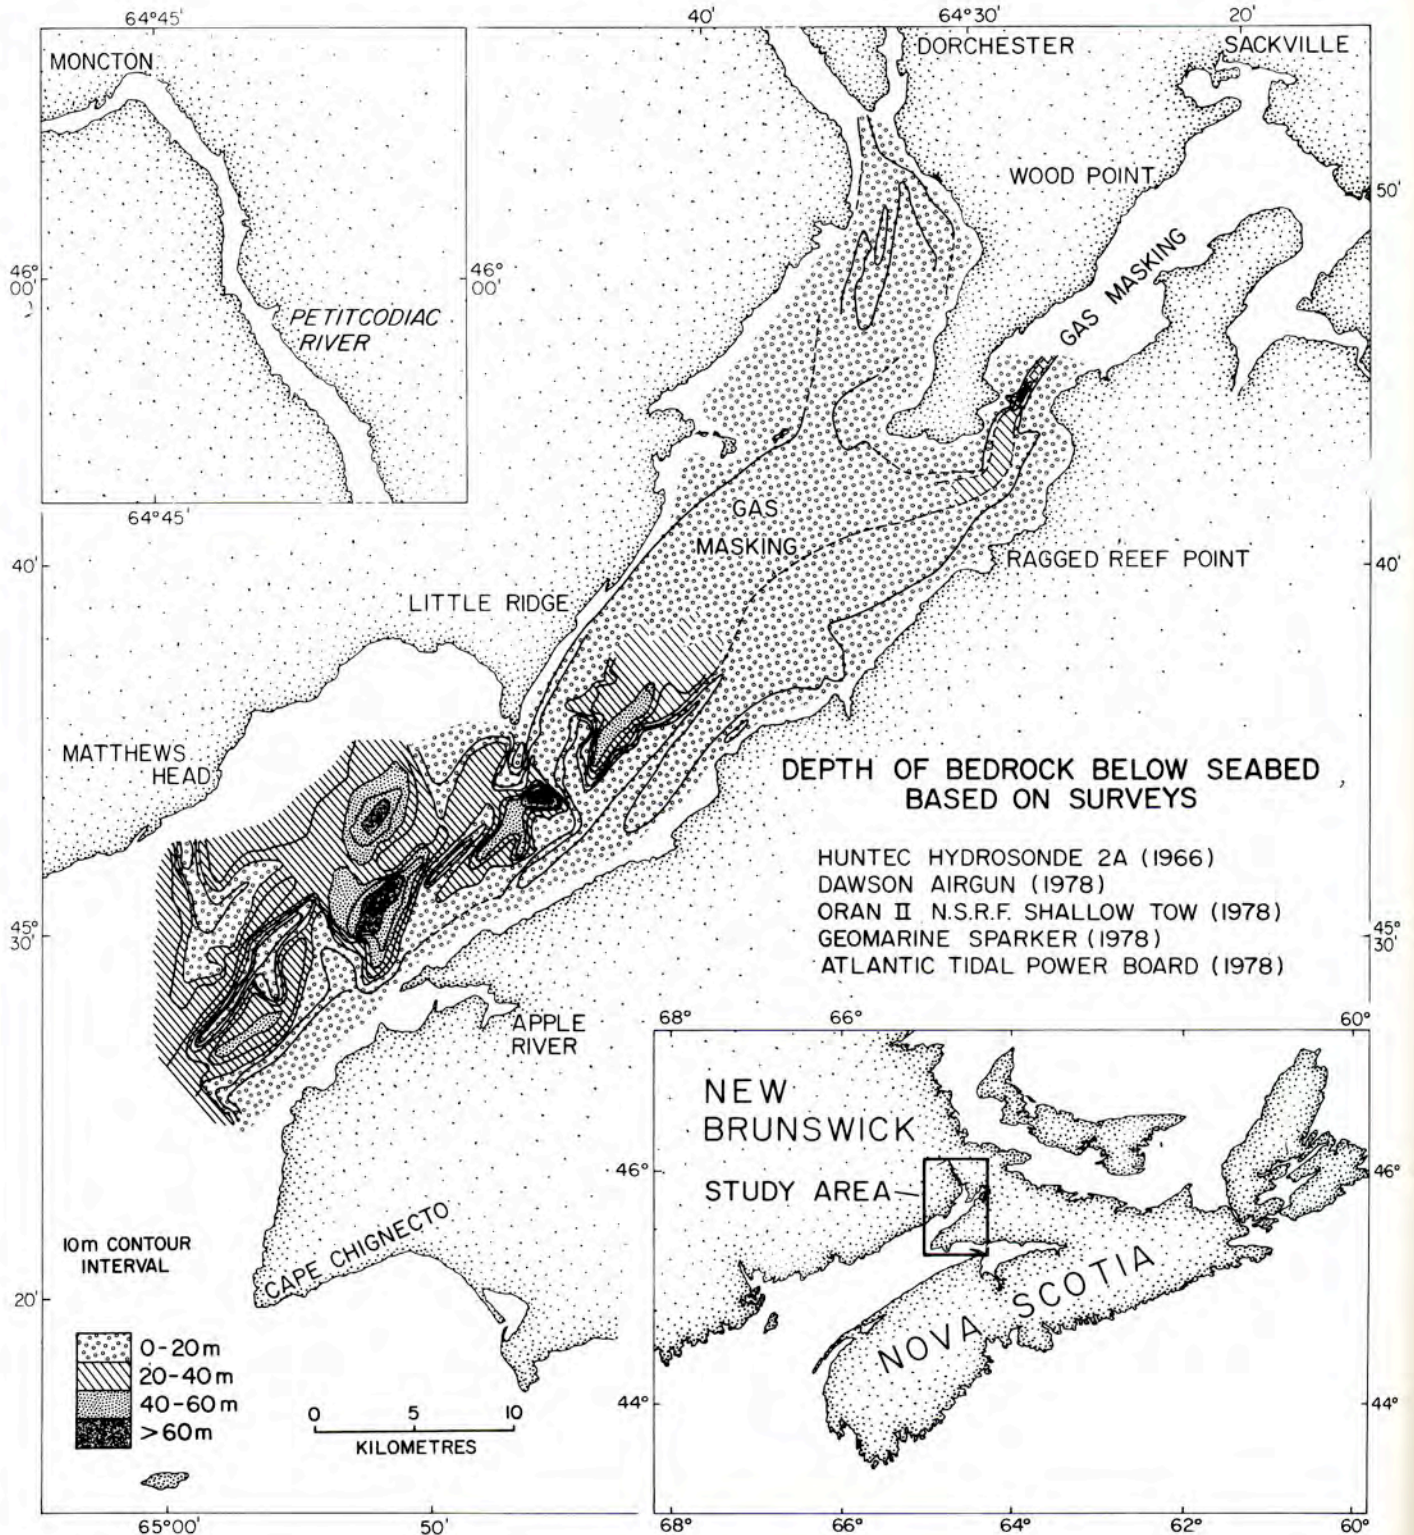 64°45'
40'
64°30'
20'
MONCTON
DORCHESTER
SACKVILLE
WOOD POINT
50'
GAS MASKING
46°
00'
46°
00'
PETITCODIAC
RIVER
64°45'
GAS
MASKING
40'
RAGGED REEF POINT
40'
LITTLE RIDGE
MATTHEWS
HEAD
DEPTH OF BEDROCK BELOW SEABED
BASED ON SURVEYS
HUNTEC HYDROSONDE 2A (1966)
DAWSON AIRGUN (1978)
ORAN II N.S.R.F. SHALLOW TOW (1978)
GEOMARINE SPARKER (1978)
ATLANTIC TIDAL POWER BOARD (1978)
45°
30'
45°
30'
APPLE
RIVER
68°
66°
64°
62°
60°
NEW
BRUNSWICK
46°
46°
STUDY AREA
CAPE CHIGNECTO
NOVA SCOTIA
10m CONTOUR
INTERVAL
20'
0-20m
20-40m
40-60m
>60m
0 5 10
KILOMETRES
44°
44°
65°00'
50'
68°
66°
64°
62°
60°